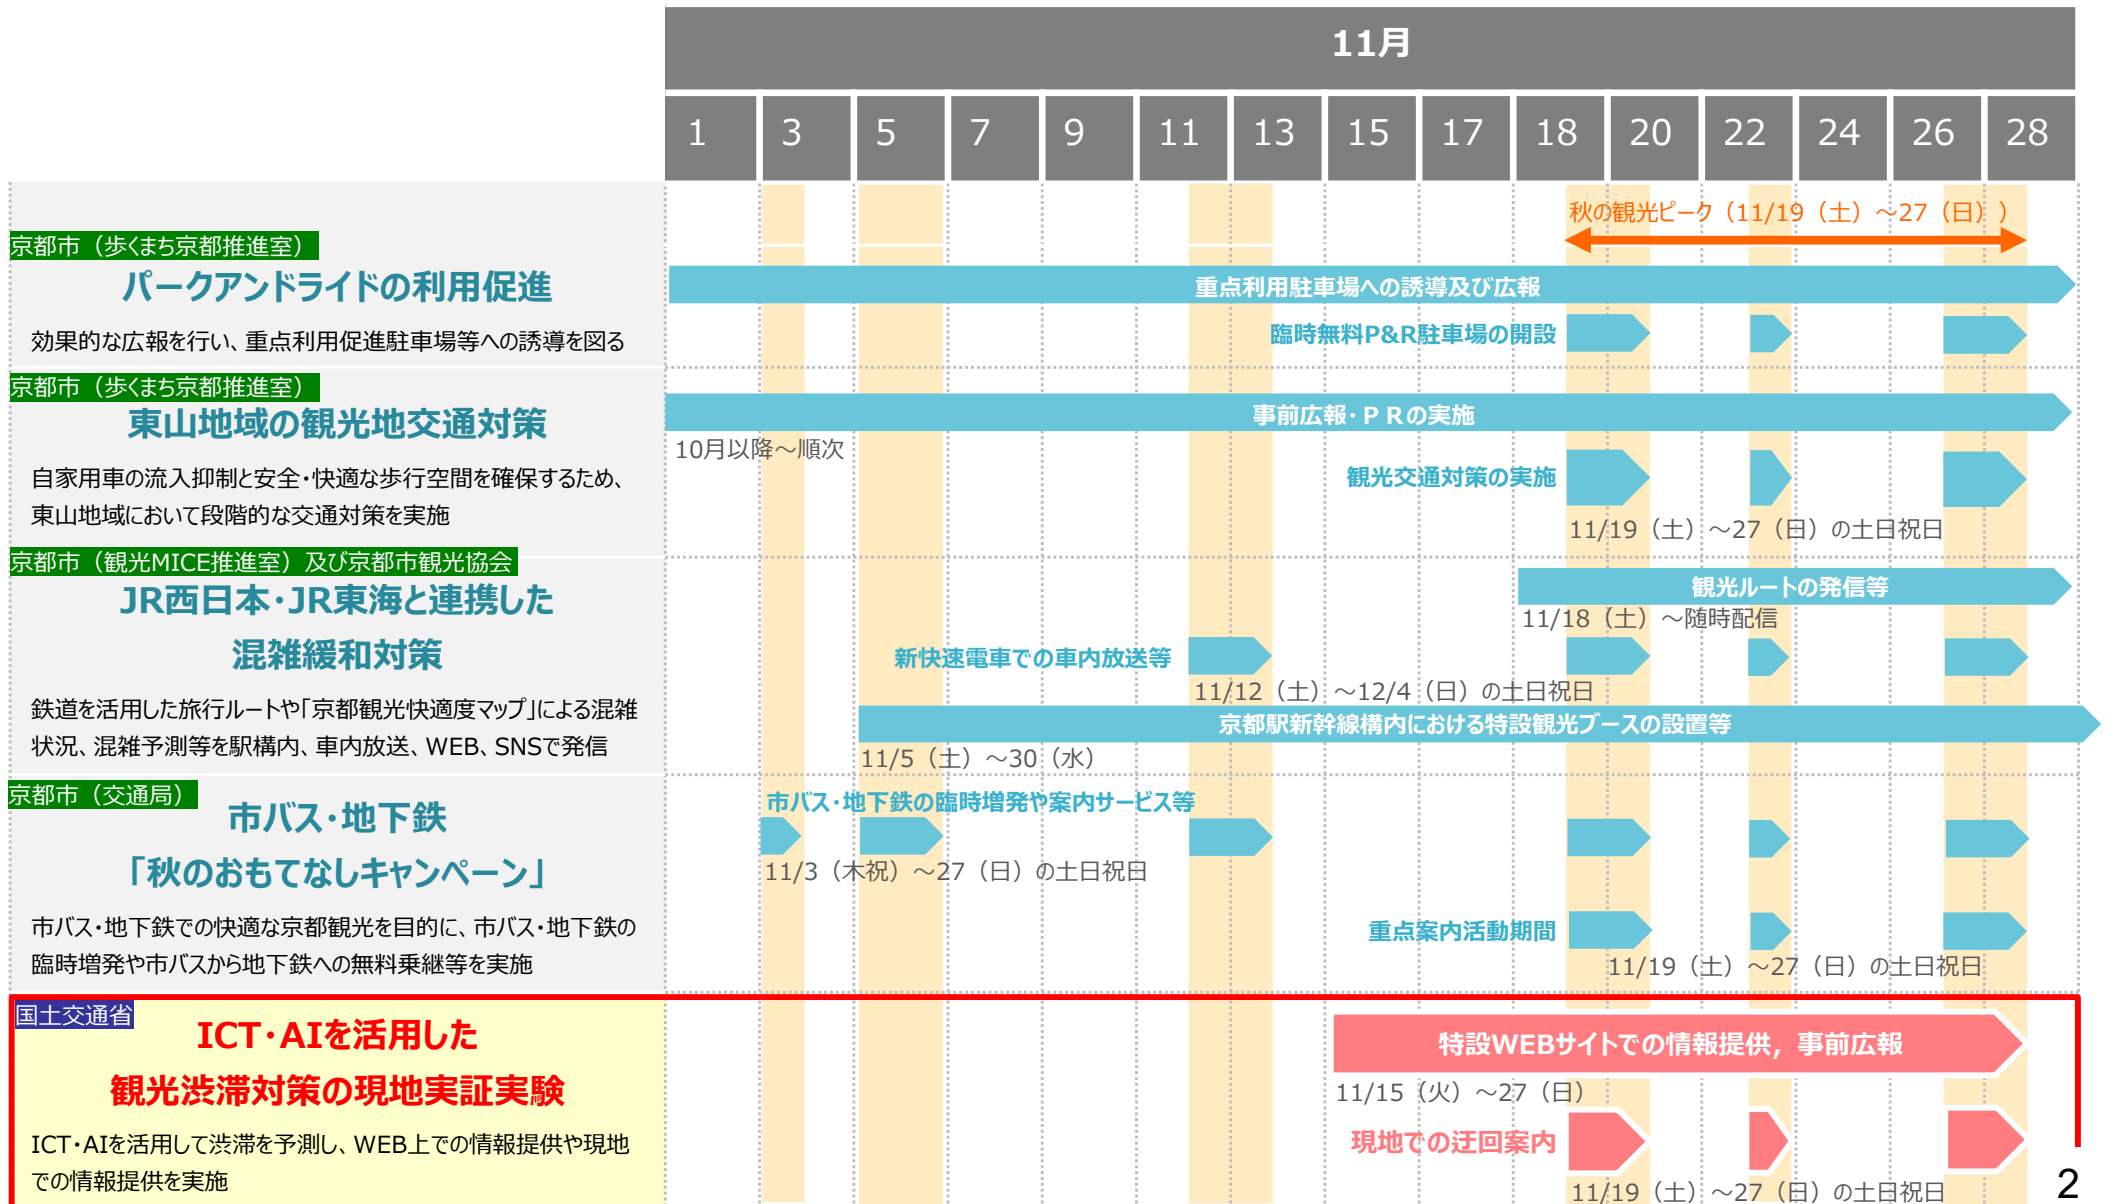 11月
1 3 5 7 9 11 13 15 17 18 20 22 24 26 28
秋の観光ピーク（11/19（土）～27（日））
京都市（歩くまち京都推進室）
パークアンドライドの利用促進
効果的な広報を行い、重点利用促進駐車場等への誘導を図る
重点利用駐車場への誘導及び広報
臨時無料P&R駐車場の開設
京都市（歩くまち京都推進室）
東山地域の観光地交通対策
自家用車の流入抑制と安全・快適な歩行空間を確保するため、
東山地域において段階的な交通対策を実施
事前広報・ＰＲの実施
10月以降～順次
観光交通対策の実施
11/19（土）～27（日）の土日祝日
京都市（観光MICE推進室）及び京都市観光協会
JR西日本・JR東海と連携した
混雑緩和対策
鉄道を活用した旅行ルートや「京都観光快適度マップ」による混雑
状況、混雑予測等を駅構内、車内放送、WEB、SNSで発信
観光ルートの発信等
11/18（土）～随時配信
新快速電車での車内放送等
11/12（土）～12/4（日）の土日祝日
京都駅新幹線構内における特設観光ブースの設置等
11/5（土）～30（水）
京都市（交通局）
市バス・地下鉄
「秋のおもてなしキャンペーン」
市バス・地下鉄での快適な京都観光を目的に、市バス・地下鉄の
臨時増発や市バスから地下鉄への無料乗継等を実施
市バス・地下鉄の臨時増発や案内サービス等
11/3（木祝）～27（日）の土日祝日
重点案内活動期間
11/19（土）～27（日）の土日祝日
国土交通省
ICT・AIを活用した
観光渋滞対策の現地実証実験
ICT・AIを活用して渋滞を予測し、WEB上での情報提供や現地
での情報提供を実施
特設WEBサイトでの情報提供，事前広報
11/15（火）～27（日）
現地での迂回案内
11/19（土）～27（日）の土日祝日
2